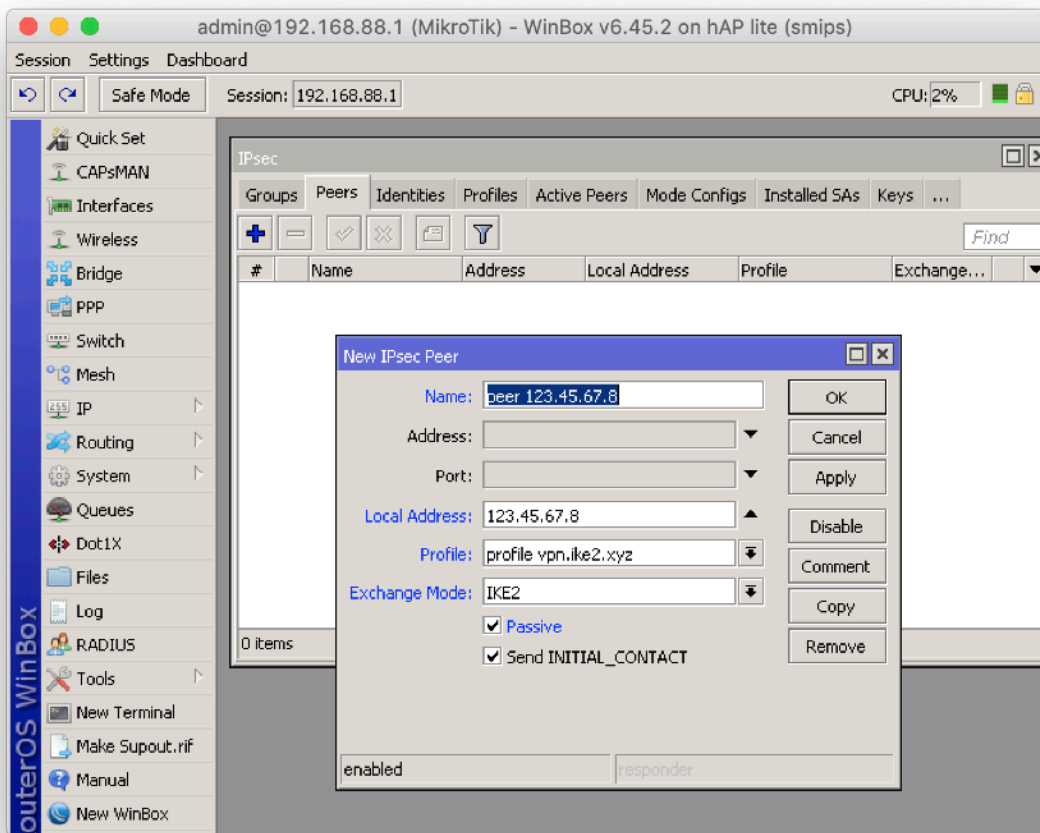 admin@192.168.88.1 (MikroTik) - WinBox v6.45.2 on hAP lite (smips)
Session Settings Dashboard
Safe Mode Session: 192.168.88.1 CPU: 2%
Quick Set
CAPsMAN
Interfaces
Wireless
Bridge
PPP
Switch
Mesh
255 IP
Routing
System
Queues
Dot1X
Files
Log
RADIUS
Tools
New Terminal
Make Supout.rif
Manual
New WinBox
outerOS WinBox
IPsec
Groups Peers Identities Profiles Active Peers Mode Configs Installed SAs Keys ...
Find
# Name Address Local Address Profile Exchange...
0 items
New IPsec Peer
Name: peer 123.45.67.8
Address:
Port:
Local Address: 123.45.67.8
Profile: profile vpn.ike2.xyz
Exchange Mode: IKE2
Passive
Send INITIAL_CONTACT
OK
Cancel
Apply
Disable
Comment
Copy
Remove
enabled responder